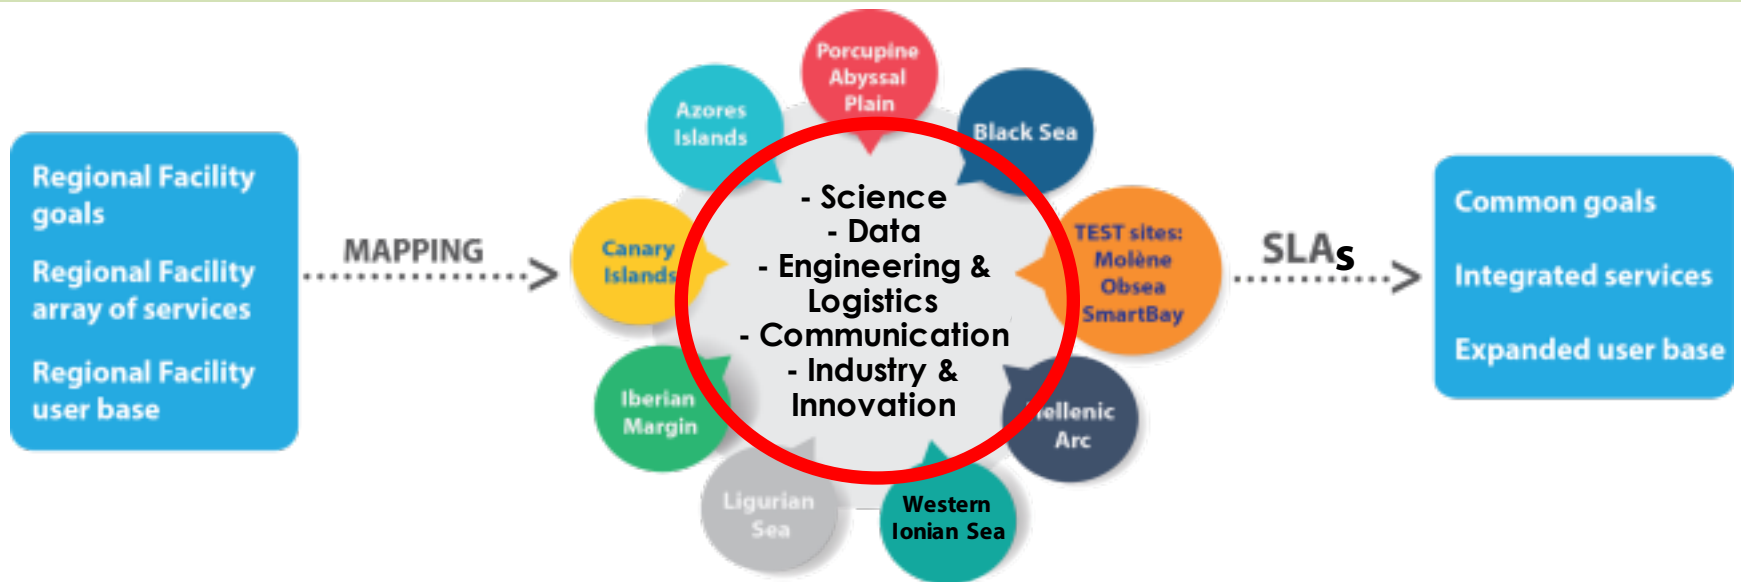 Regional Facility
goals
Regional Facility
array of services
Regional Facility
user base
MAPPING
Porcupine
Abyssal
Plain
Azores
Islands
Black Sea
Canary
Islands
TEST sites:
Molène
Obsea
SmartBay
- Science
- Data
- Engineering &
Logistics
- Communication
- Industry &
Innovation
Iberian
Margin
Hellenic
Arc
Ligurian
Sea
Western
Ionian Sea
SLAs
Common goals
Integrated services
Expanded user base